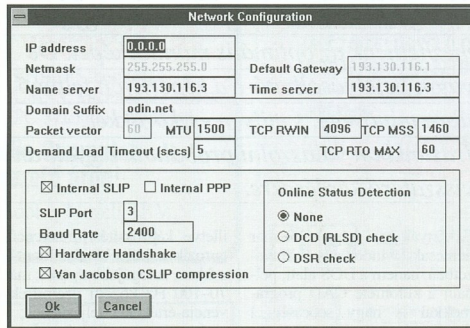 Network Configuration
IP address 0.0.0.0
Netmask 255.255.255.0 Default Gateway 193.130.116.1
Name server 193.130.116.3 Time server 193.130.116.3
Domain Suffix odin.net
Packet vector 60 MTU 1500 TCP RWIN 4096 TCP MSS 1460
Demand Load Timeout (secs) 5 TCP RTO MAX 60
Internal SLIP Internal PPP
Online Status Detection
SLIP Port 3
None
Baud Rate 2400
DCD (RLSD) check
Hardware Handshake
DSR check
Van Jacobson CSLIP compression
Ok Cancel